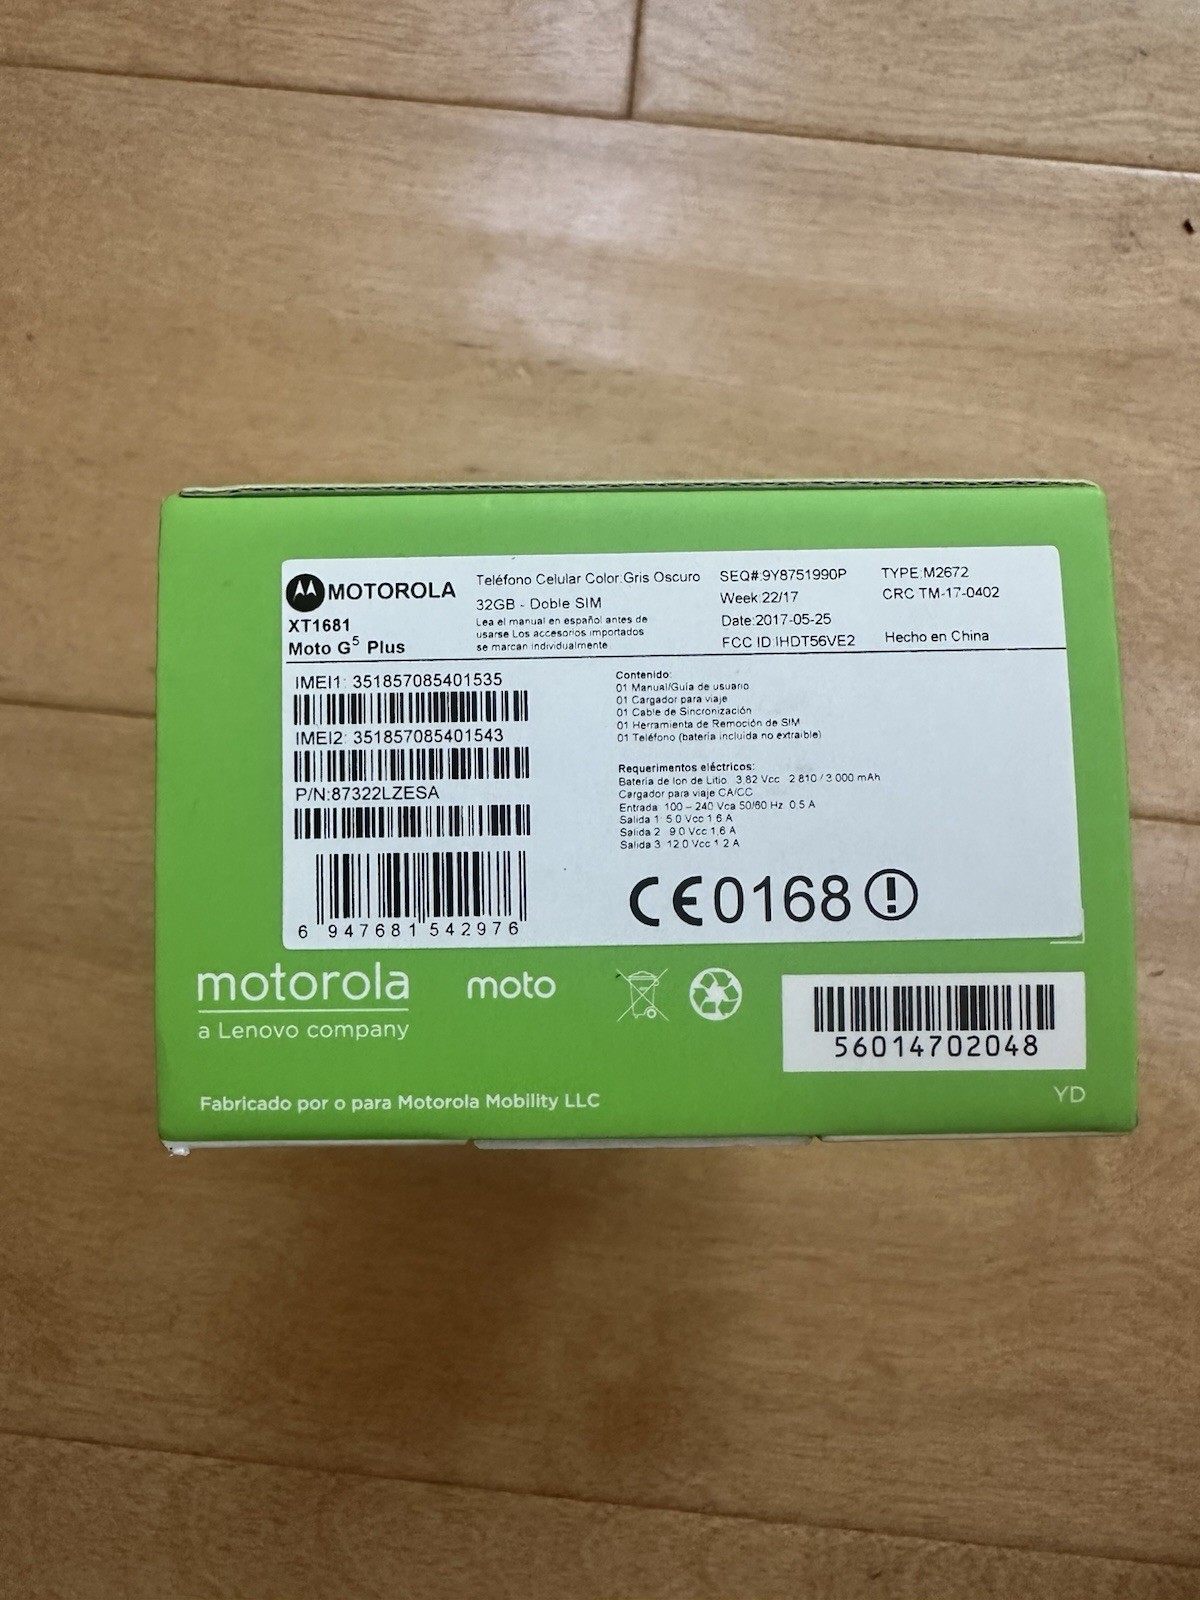 MOTOROLA
XT1681
Moto G5 Plus
Teléfono Celular Color:Gris Oscuro
32GB - Doble SIM
Lea el manual en español antes de
usarse Los accesorios importados
se marcan individualmente
SEQ#:9Y8751990P
Week:22/17
Date:2017-05-25
FCC ID:IHDT56VE2
TYPE:M2672
CRC TM-17-0402
Hecho en China
IMEI1: 351857085401535
IMEI2: 351857085401543
P/N:87322LZESA
6 947681 542976
Contenido:
01 Manual/Guía de usuario
01 Cargador para viaje
01 Cable de Sincronización
01 Herramienta de Remoción de SIM
01 Teléfono (batería incluida no extraíble)
Requerimentos eléctricos:
Batería de Ion de Litio 3.82 Vcc 2 810 / 3 000 mAh
Cargador para viaje CA/CC
Entrada 100 – 240 Vca 50/60 Hz 0.5 A
Salida 1 5.0 Vcc 1.6 A
Salida 2 9.0 Vcc 1.6 A
Salida 3 12.0 Vcc 1.2 A
CE0168
motorola
a Lenovo company
moto
56014702048
Fabricado por o para Motorola Mobility LLC
YD